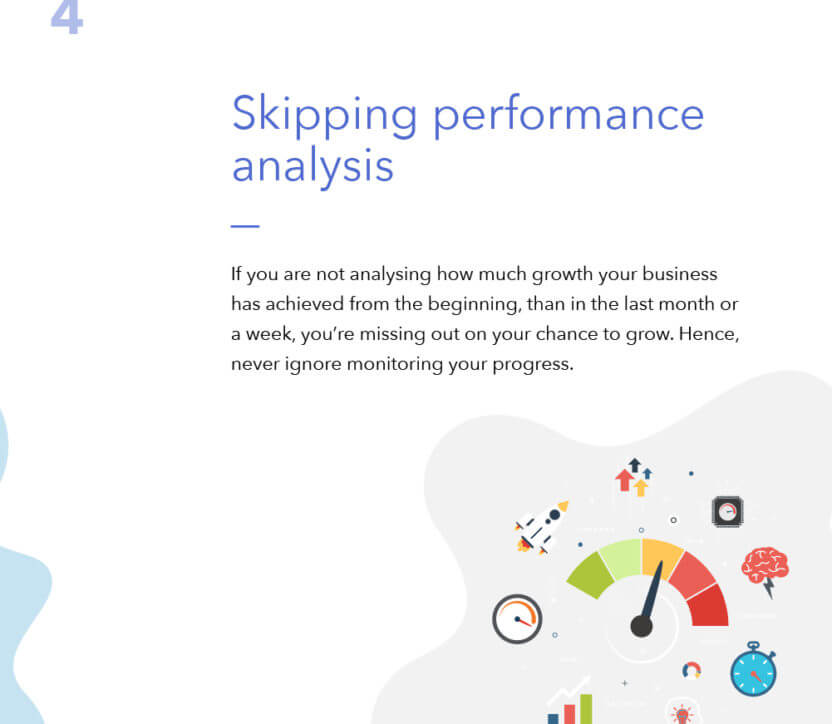 4
Skipping performance
analysis
If you are not analysing how much growth your business
has achieved from the beginning, than in the last month or
a week, you’re missing out on your chance to grow. Hence,
never ignore monitoring your progress.